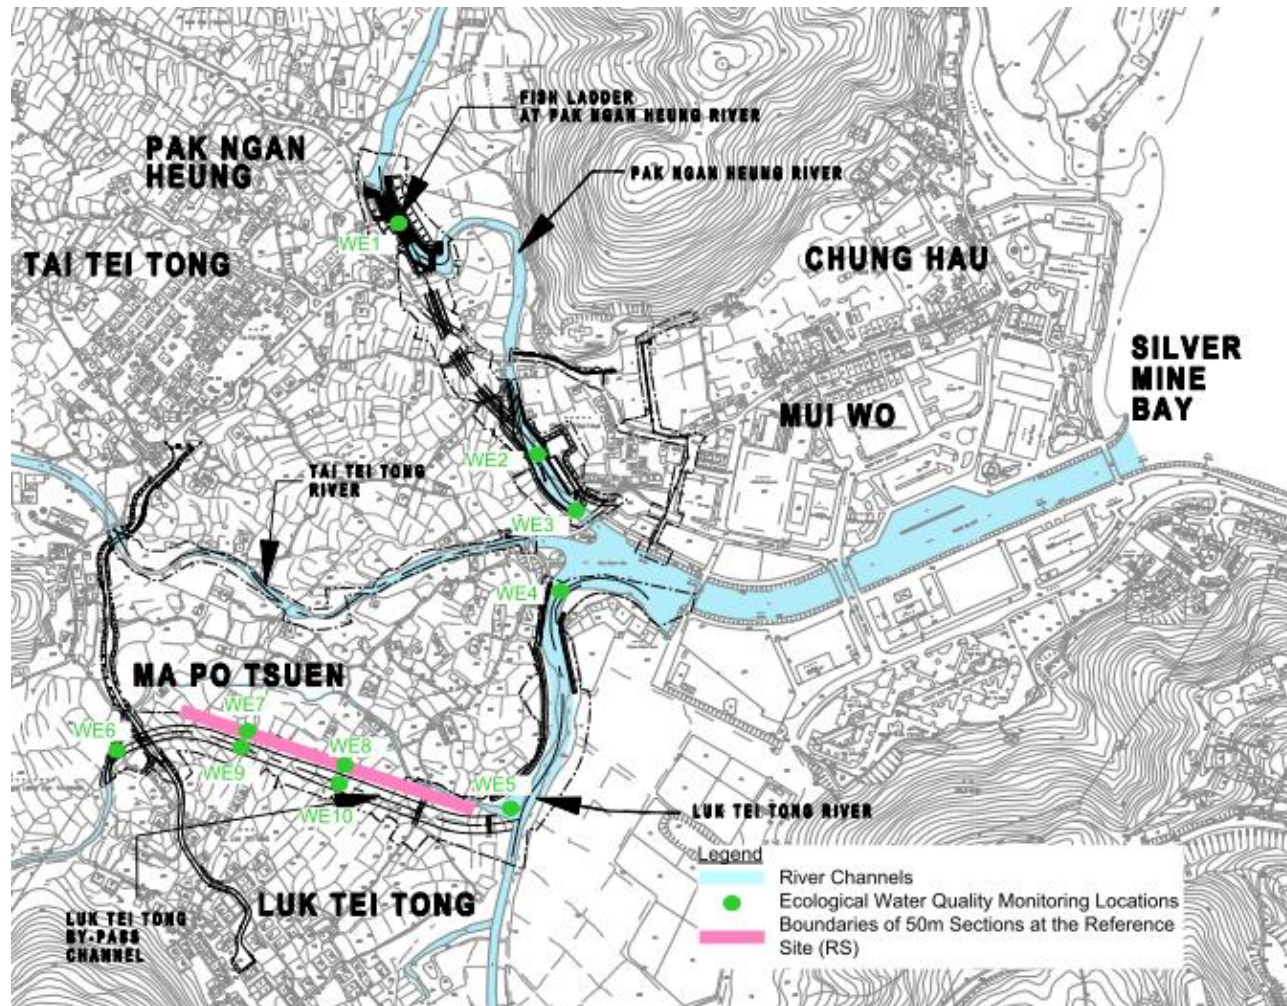 FISH LADDER
AT PAK NGAN HEUNG RIVER
PAK NGAN
HEUNG
PAK NGAN HEUNG RIVER
WE1
TAI TEI TONG
CHUNG HAU
SILVER
MINE
BAY
MUI WO
WE2
TAI TEI TONG
RIVER
WE3
WE4
MA PO TSUEN
WE7
WE6
WE8
WE9
WE5
WE10
LUK TEI TONG RIVER
Legend
River Channels
Ecological Water Quality Monitoring Locations
Boundaries of 50m Sections at the Reference
Site (RS)
LUK TEI TONG
LUK TEI TONG
BY-PASS
CHANNEL